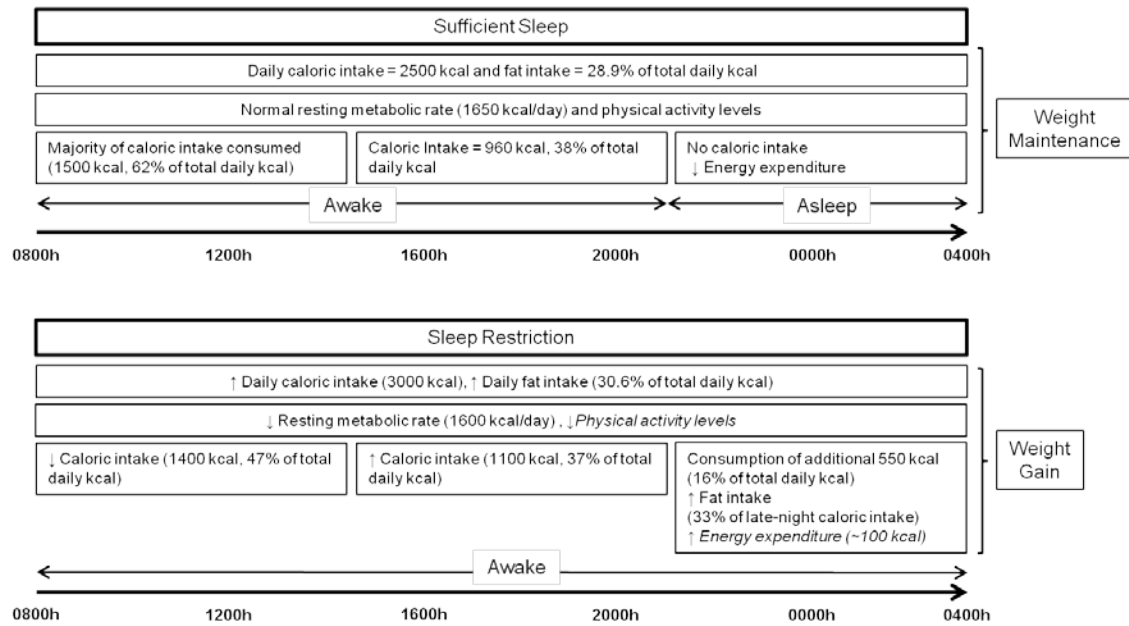 Sufficient Sleep
Daily caloric intake = 2500 kcal and fat intake = 28.9% of total daily kcal
Normal resting metabolic rate (1650 kcal/day) and physical activity levels
Majority of caloric intake consumed
(1500 kcal, 62% of total daily kcal)
Caloric Intake = 960 kcal, 38% of total
daily kcal
No caloric intake
↓ Energy expenditure
Weight
Maintenance
Awake
Asleep
0800h
1200h
1600h
2000h
0000h
0400h
Sleep Restriction
↑ Daily caloric intake (3000 kcal), ↑ Daily fat intake (30.6% of total daily kcal)
↓ Resting metabolic rate (1600 kcal/day) , ↓Physical activity levels
↓ Caloric intake (1400 kcal, 47% of total
daily kcal)
↑ Caloric intake (1100 kcal, 37% of total
daily kcal)
Consumption of additional 550 kcal
(16% of total daily kcal)
↑ Fat intake
(33% of late-night caloric intake)
↑ Energy expenditure (~100 kcal)
Weight
Gain
Awake
0800h
1200h
1600h
2000h
0000h
0400h